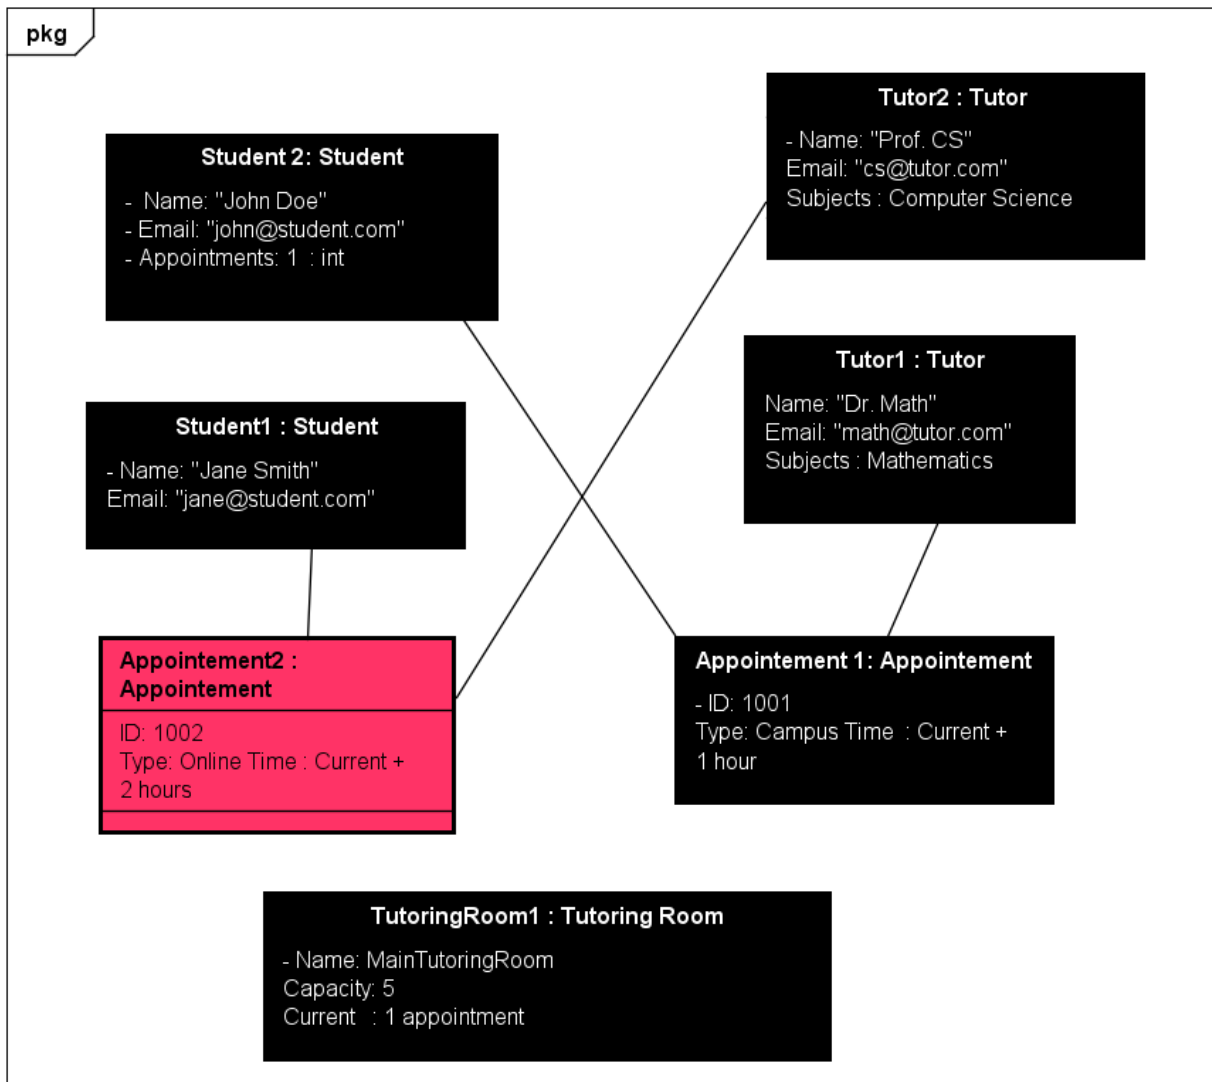 pkg
Tutor2 : Tutor
- Name: "Prof. CS"
Email: "cs@tutor.com"
Subjects : Computer Science
Student 2: Student
- Name: "John Doe"
- Email: "john@student.com"
- Appointments: 1 : int
Tutor1 : Tutor
Name: "Dr. Math"
Email: "math@tutor.com"
Subjects : Mathematics
Student1 : Student
- Name: "Jane Smith"
Email: "jane@student.com"
Appointement2 :
Appointement
ID: 1002
Type: Online Time : Current +
2 hours
Appointement 1: Appointement
- ID: 1001
Type: Campus Time : Current +
1 hour
TutoringRoom1 : Tutoring Room
- Name: MainTutoringRoom
Capacity: 5
Current : 1 appointment